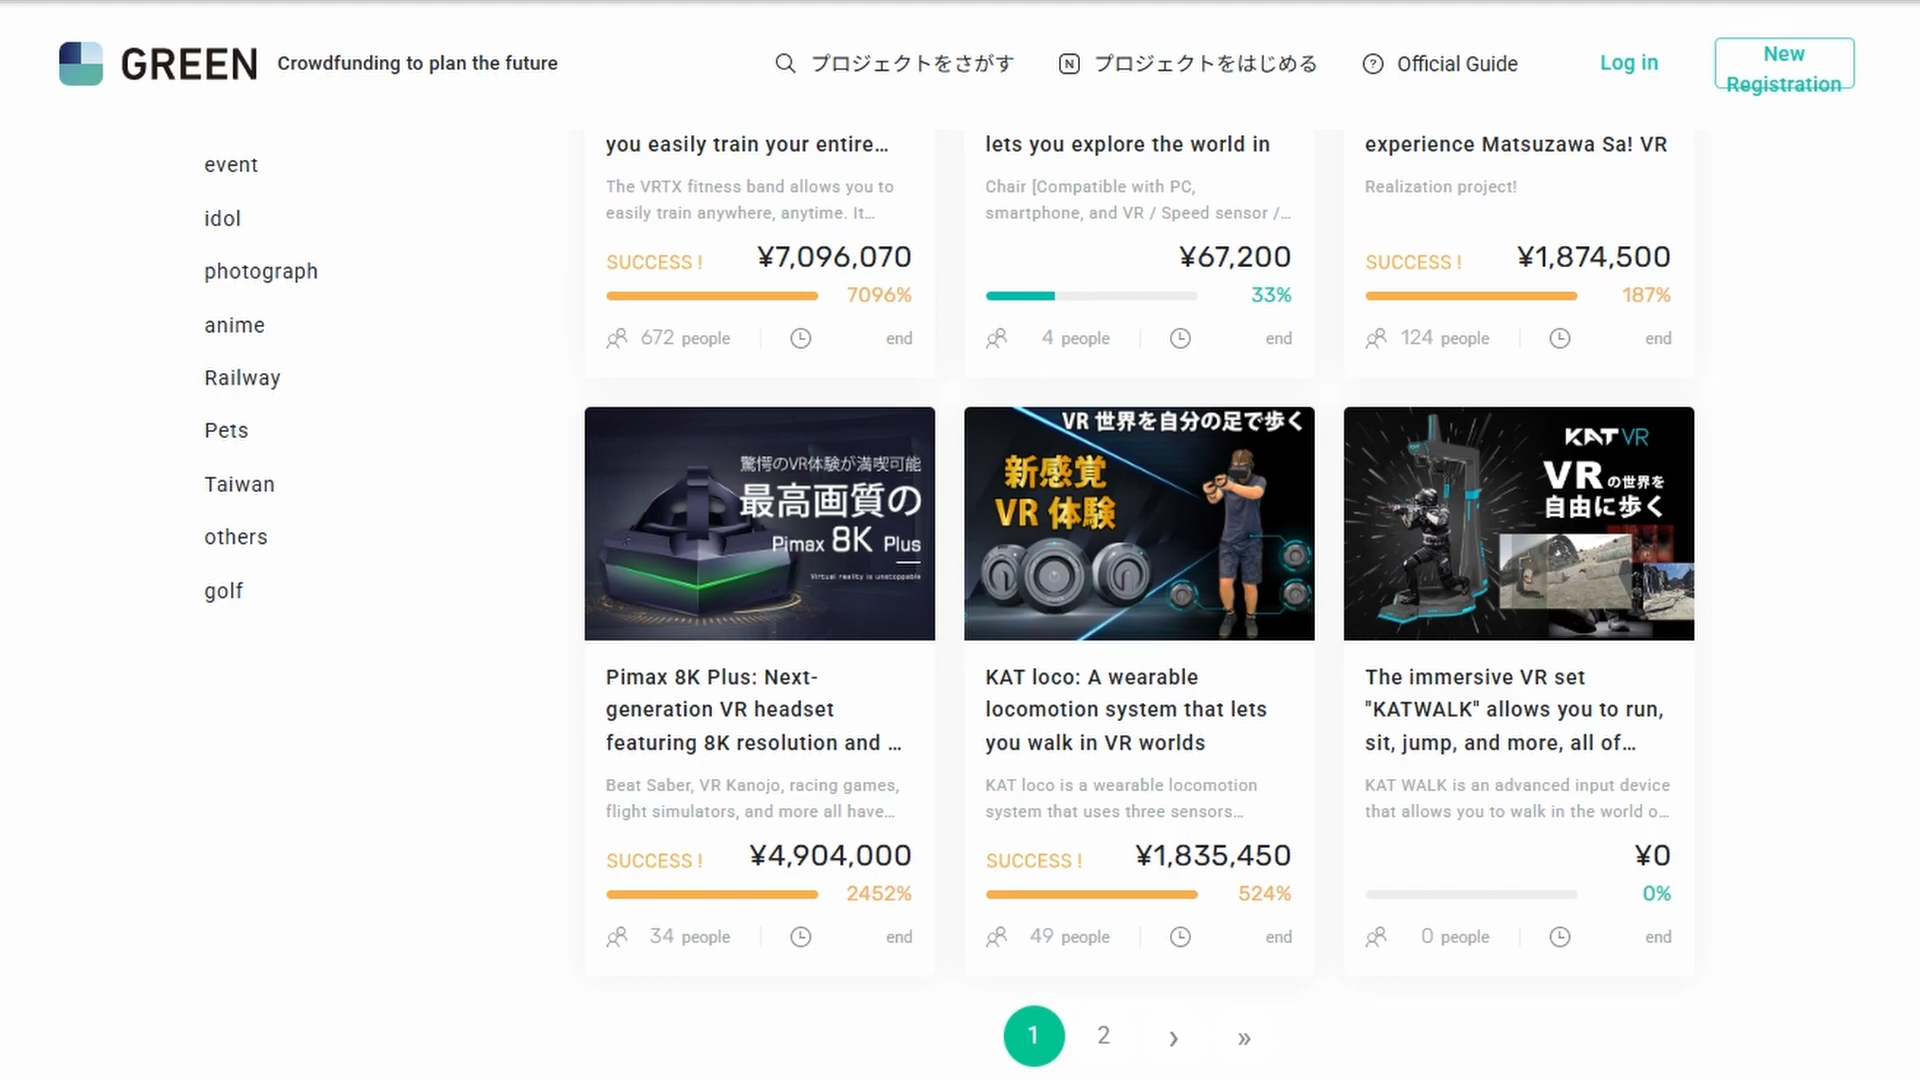 GREEN Crowdfunding to plan the future プロジェクトをさがす プロジェクトをはじめる Official Guide Log in New Registration
event
idol
photograph
anime
Railway
Pets
Taiwan
others
golf
you easily train your entire...
The VRTX fitness band allows you to
easily train anywhere, anytime. It...
SUCCESS ! ¥7,096,070
7096%
672 people end
lets you explore the world in
Chair [Compatible with PC,
smartphone, and VR / Speed sensor /...
¥67,200
33%
4 people end
experience Matsuzawa Sa! VR
Realization project!
SUCCESS ! ¥1,874,500
187%
124 people end
驚愕のVR体験が満喫可能
最高画質の
Pimax 8K Plus
Virtual reality is unstoppable
Pimax 8K Plus: Next-
generation VR headset
featuring 8K resolution and ...
Beat Saber, VR Kanojo, racing games,
flight simulators, and more all have...
SUCCESS ! ¥4,904,000
2452%
34 people end
VR 世界を自分の足で歩く
新感覚
VR 体験
KAT loco: A wearable
locomotion system that lets
you walk in VR worlds
KAT loco is a wearable locomotion
system that uses three sensors...
SUCCESS ! ¥1,835,450
524%
49 people end
KAT VR
VRの世界を
自由に歩く
The immersive VR set
"KATWALK" allows you to run,
sit, jump, and more, all of...
KAT WALK is an advanced input device
that allows you to walk in the world o...
¥0
0%
0 people end
1 2 › »